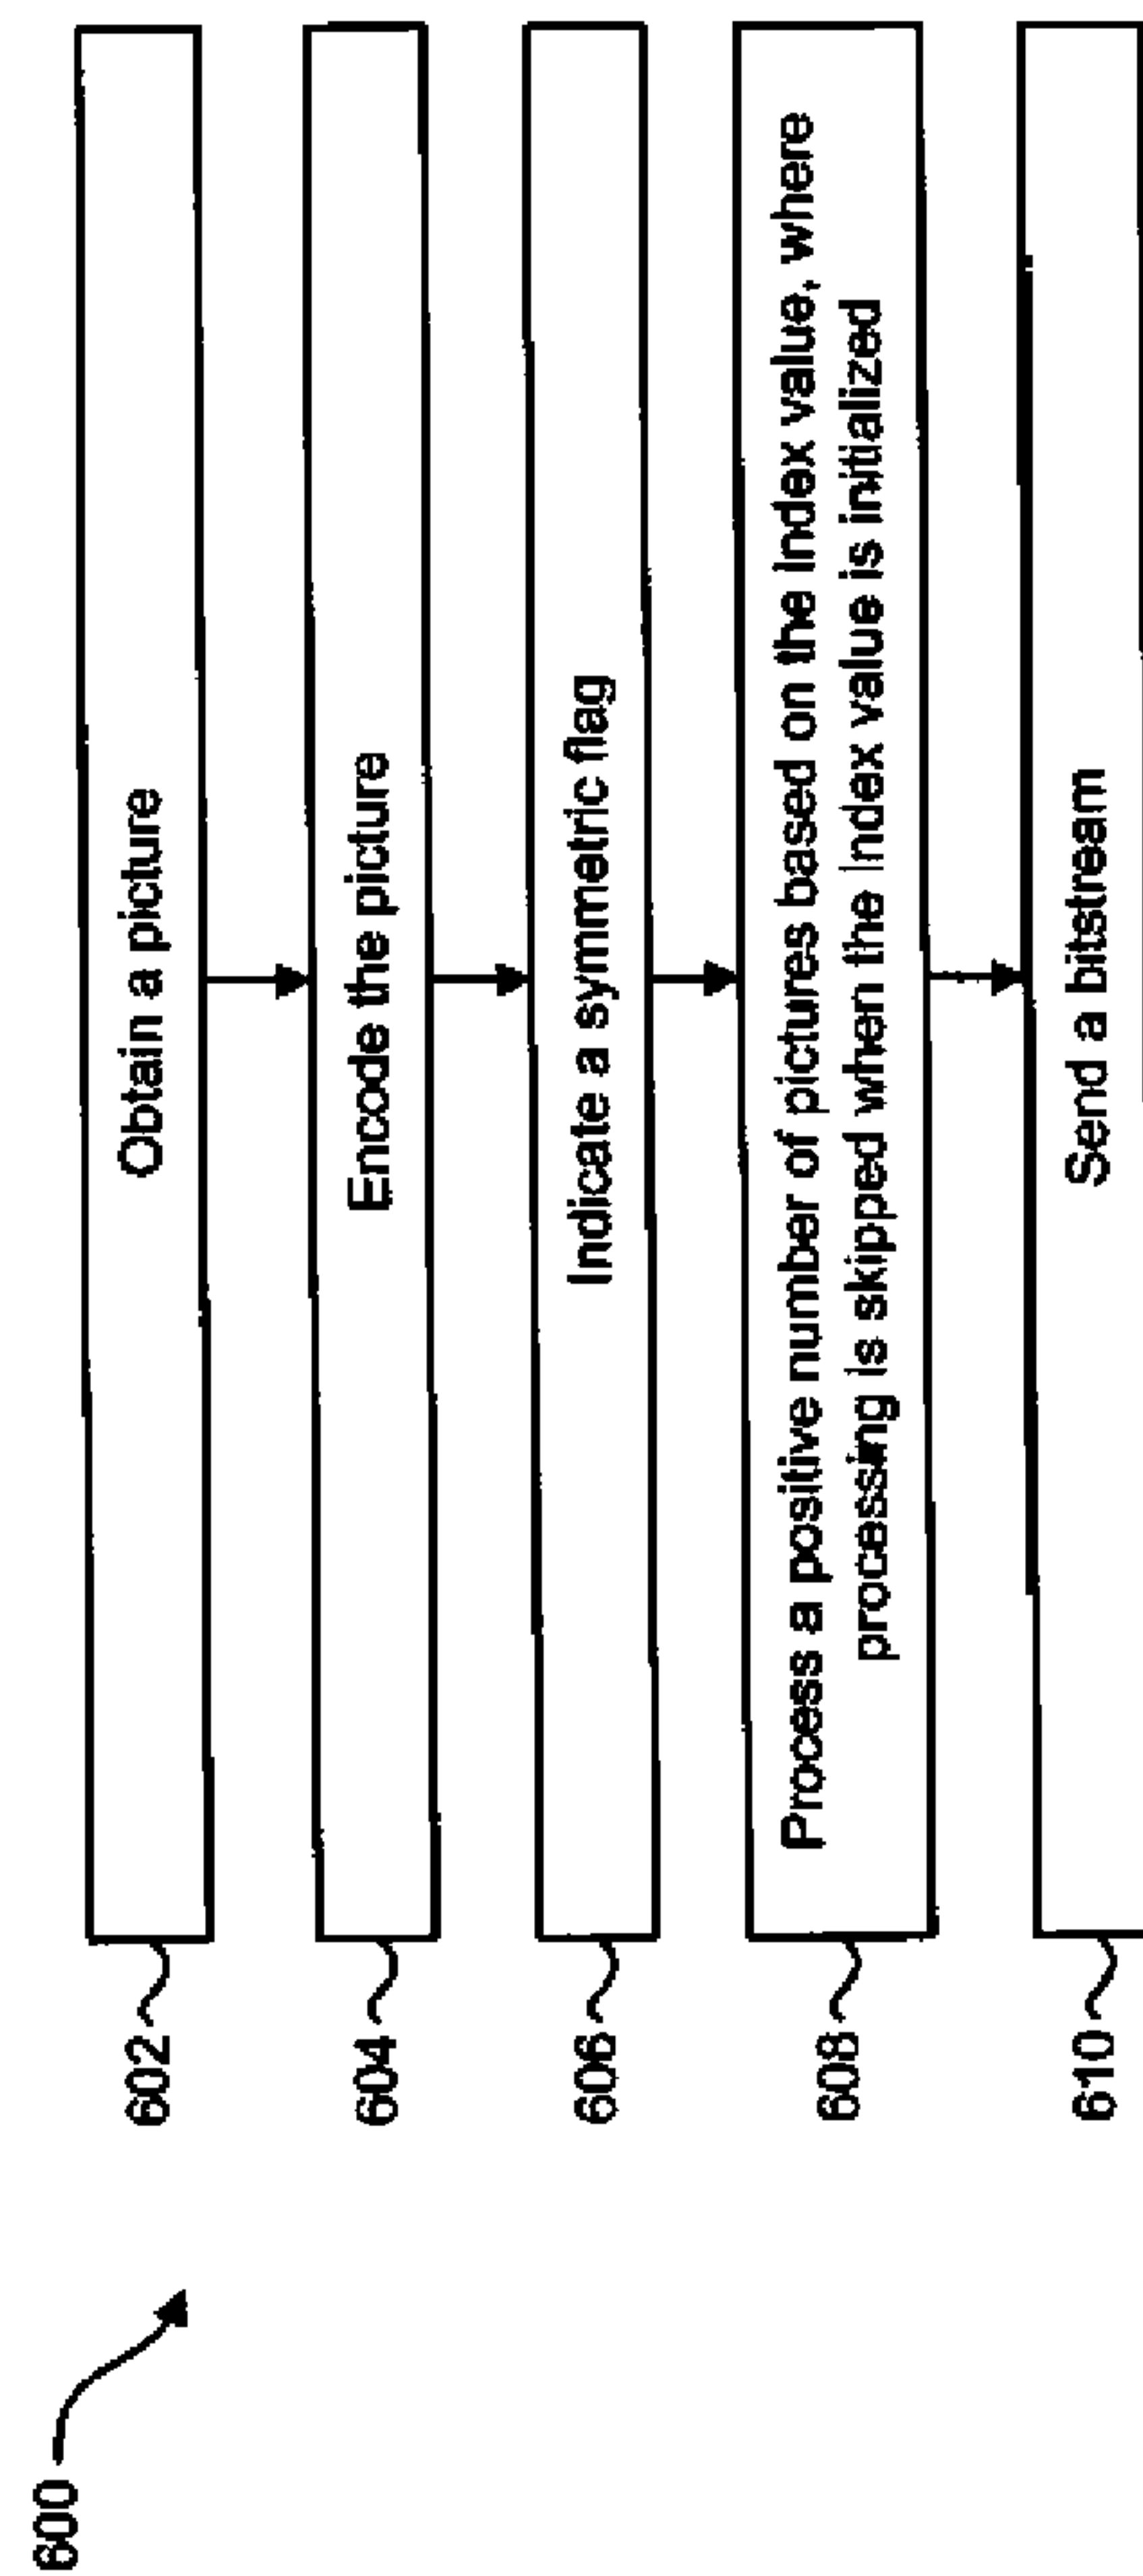 600
602
Obtain a picture
604
Encode the picture
606
Indicate a symmetric flag
608
Process a positive number of pictures based on the index value, where
processing is skipped when the index value is initialized
610
Send a bitstream